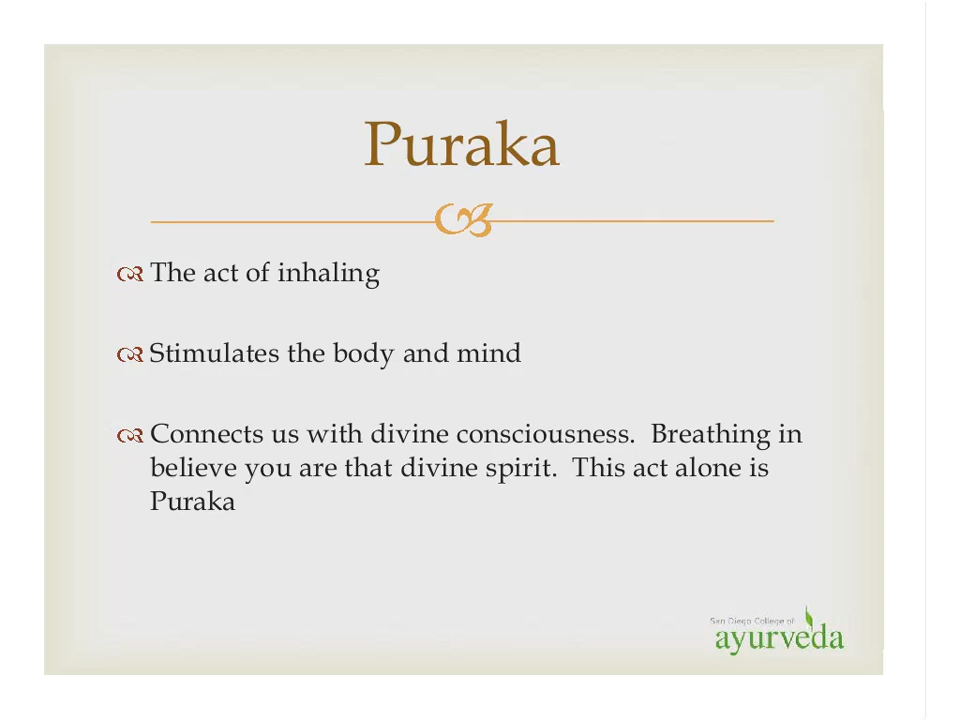 Puraka
The act of inhaling
Stimulates the body and mind
Connects us with divine consciousness.  Breathing in
believe you are that divine spirit.  This act alone is
Puraka
San Diego College of
ayurveda